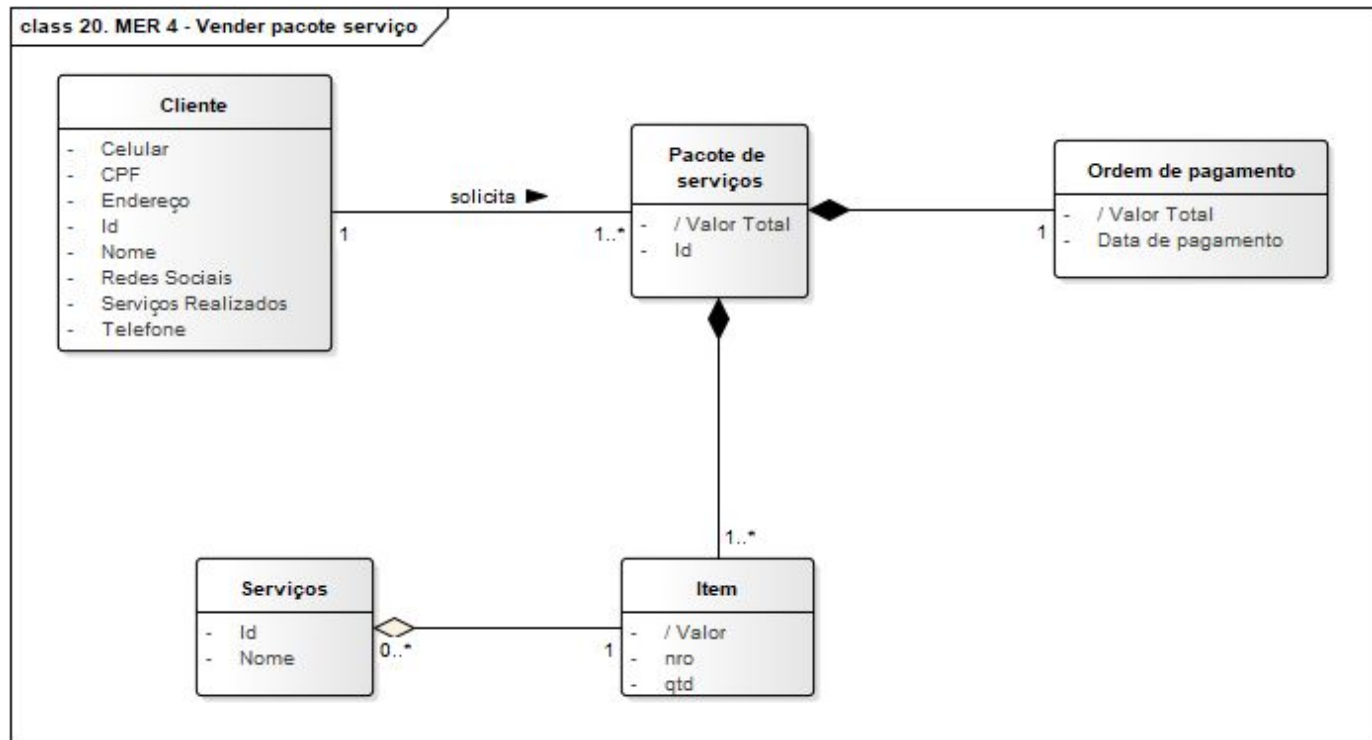 class 20. MER 4 - Vender pacote serviço
Cliente
- Celular
- CPF
- Endereço
- Id
- Nome
- Redes Sociais
- Serviços Realizados
- Telefone
solicita ►
1
1..*
Pacote de
serviços
- / Valor Total
- Id
1
Ordem de pagamento
- / Valor Total
- Data de pagamento
1..*
Serviços
- Id
- Nome
0..*
1
Item
- / Valor
- nro
- qtd